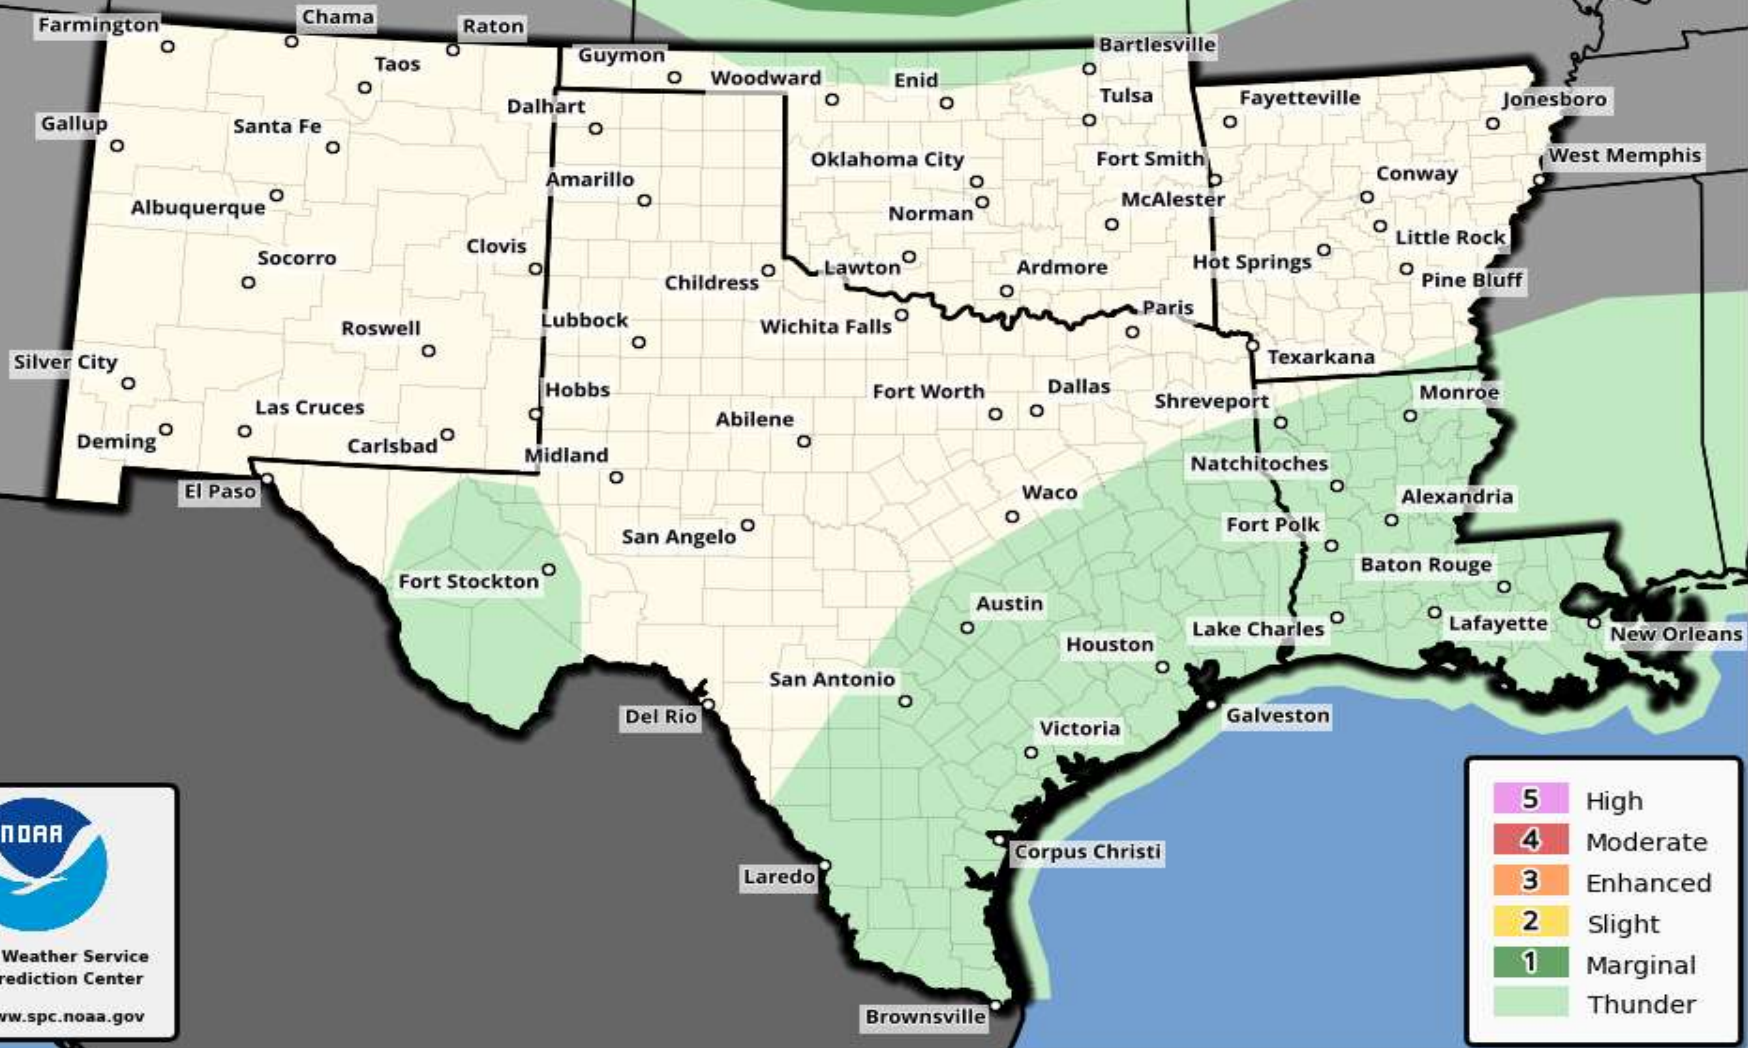 Farmington
Chama
Raton
Taos
Guymon
Woodward
Enid
Bartlesville
Dalhart
Tulsa
Fayetteville
Jonesboro
Gallup
Santa Fe
Oklahoma City
Fort Smith
West Memphis
Amarillo
Conway
Albuquerque
Norman
McAlester
Clovis
Little Rock
Socorro
Childress
Lawton
Ardmore
Hot Springs
Pine Bluff
Roswell
Lubbock
Wichita Falls
Paris
Silver City
Texarkana
Hobbs
Fort Worth
Dallas
Shreveport
Monroe
Las Cruces
Abilene
Deming
Carlsbad
Midland
Natchitoches
El Paso
Waco
Alexandria
San Angelo
Fort Polk
Fort Stockton
Baton Rouge
Austin
Houston
Lake Charles
Lafayette
New Orleans
San Antonio
Del Rio
Victoria
Galveston
Corpus Christi
Laredo
Brownsville
NOAA
Weather Service
rediction Center
ww.spc.noaa.gov
5 High
4 Moderate
3 Enhanced
2 Slight
1 Marginal
Thunder